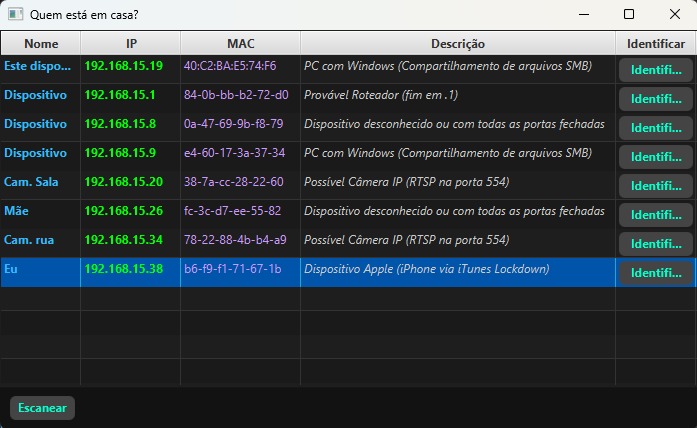 Quem está em casa?
Nome IP MAC Descrição Identificar
Este dispo... 192.168.15.19 40:C2:BA:E5:74:F6 PC com Windows (Compartilhamento de arquivos SMB) Identifi...
Dispositivo 192.168.15.1 84-0b-bb-b2-72-d0 Provável Roteador (fim em .1) Identifi...
Dispositivo 192.168.15.8 0a-47-69-9b-f8-79 Dispositivo desconhecido ou com todas as portas fechadas Identifi...
Dispositivo 192.168.15.9 e4-60-17-3a-37-34 PC com Windows (Compartilhamento de arquivos SMB) Identifi...
Cam. Sala 192.168.15.20 38-7a-cc-28-22-60 Possível Câmera IP (RTSP na porta 554) Identifi...
Mãe 192.168.15.26 fc-3c-d7-ee-55-82 Dispositivo desconhecido ou com todas as portas fechadas Identifi...
Cam. rua 192.168.15.34 78-22-88-4b-b4-a9 Possível Câmera IP (RTSP na porta 554) Identifi...
Eu 192.168.15.38 b6-f9-f1-71-67-1b Dispositivo Apple (iPhone via iTunes Lockdown) Identifi...
Escanear